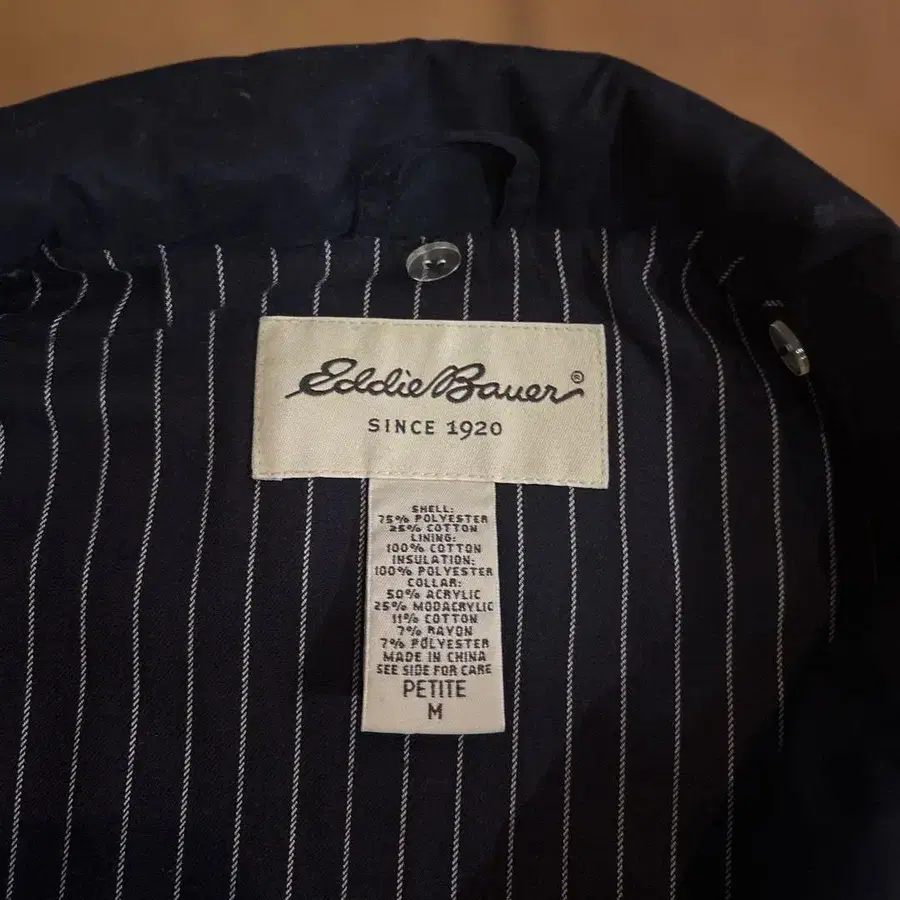 Eddie Bauer®
SINCE 1920
SHELL:
75% POLYESTER
25% COTTON
LINING:
100% COTTON
INSULATION:
100% POLYESTER
COLLAR:
50% ACRYLIC
25% MODACRYLIC
11% COTTON
7% RAYON
7% POLYESTER
MADE IN CHINA
SEE SIDE FOR CARE
PETITE
M